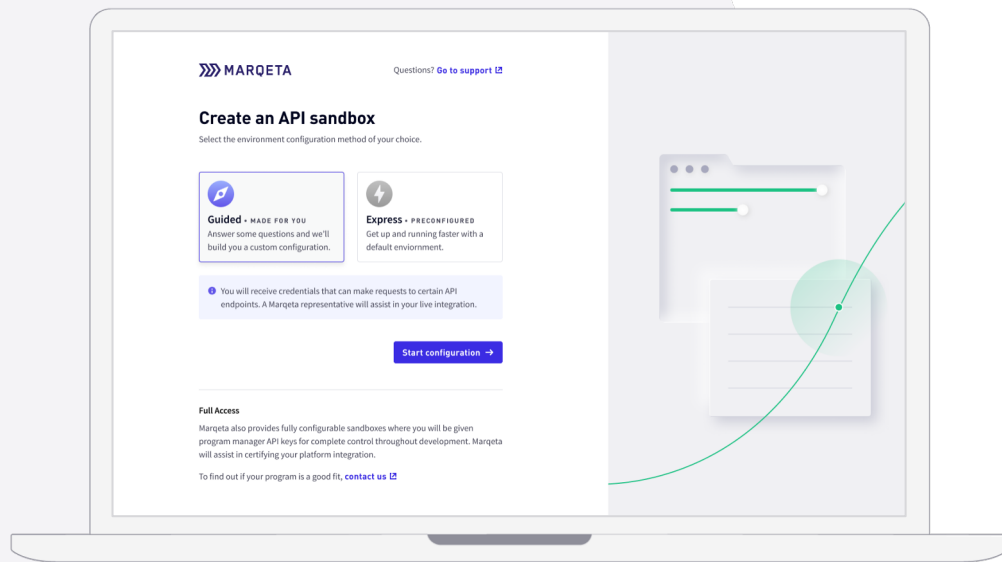 MARQETA
Questions? Go to support
Create an API sandbox
Select the environment configuration method of your choice.
Guided • MADE FOR YOU
Answer some questions and we'll
build you a custom configuration.
Express • PRECONFIGURED
Get up and running faster with a
default enviornment.
You will receive credentials that can make requests to certain API
endpoints. A Marqeta representative will assist in your live integration.
Start configuration →
Full Access
Marqeta also provides fully configurable sandboxes where you will be given
program manager API keys for complete control throughout development. Marqeta
will assist in certifying your platform integration.
To find out if your program is a good fit, contact us